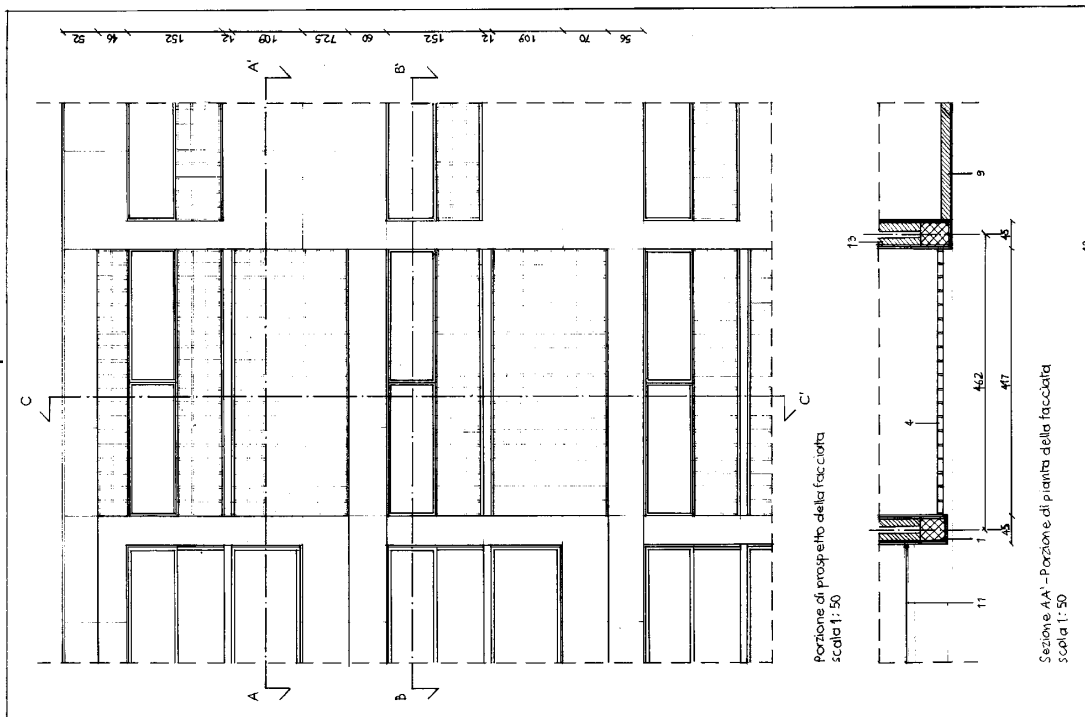 52 46 152 12 109 72.5 60 152 12 109 70 56
A' B'
C C'
A B
Porzione di prospetto della facciata
scala 1:50
13
9
4
11
1
45 462 45
417
Sezione AA' - Porzione di pianta della facciata
scala 1:50